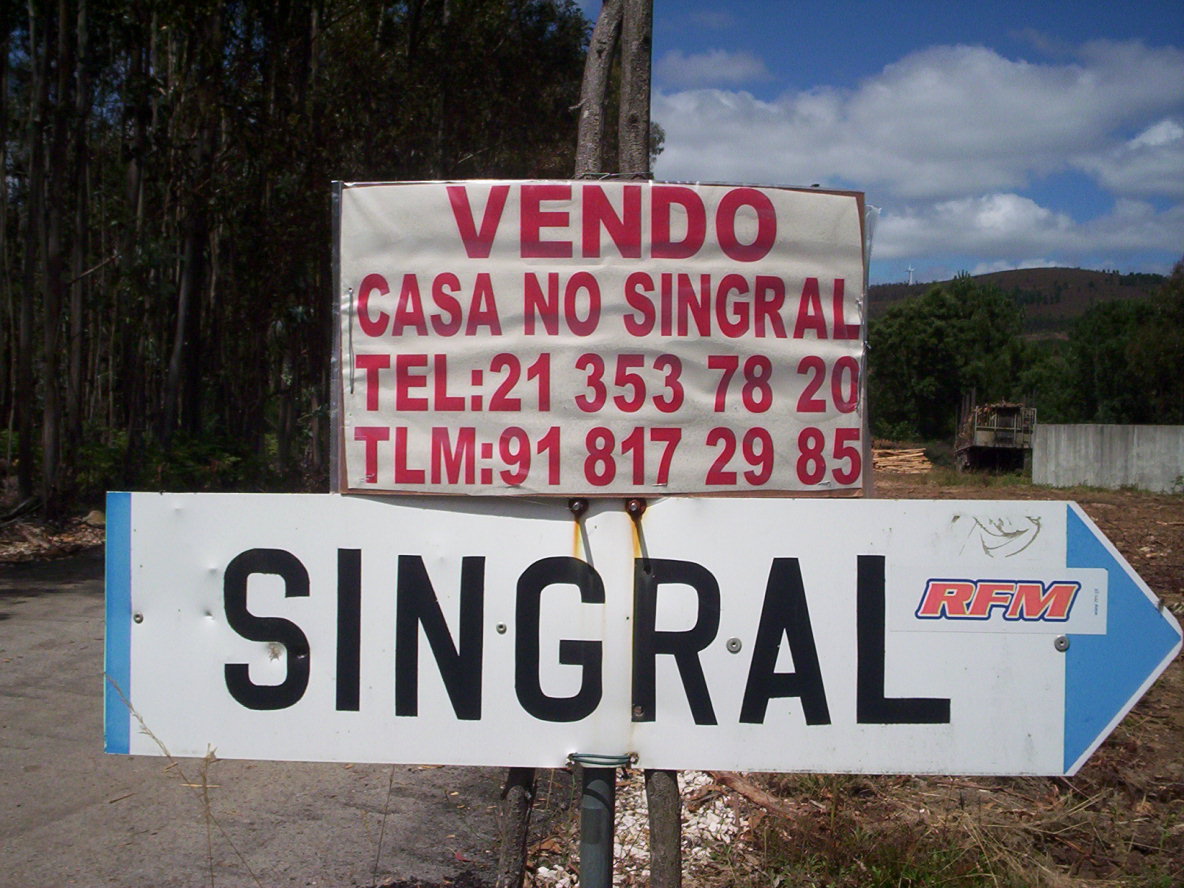 VENDO
CASA NO SINGRAL
TEL:21 353 78 20
TLM:91 817 29 85
SINGRAL
RFM